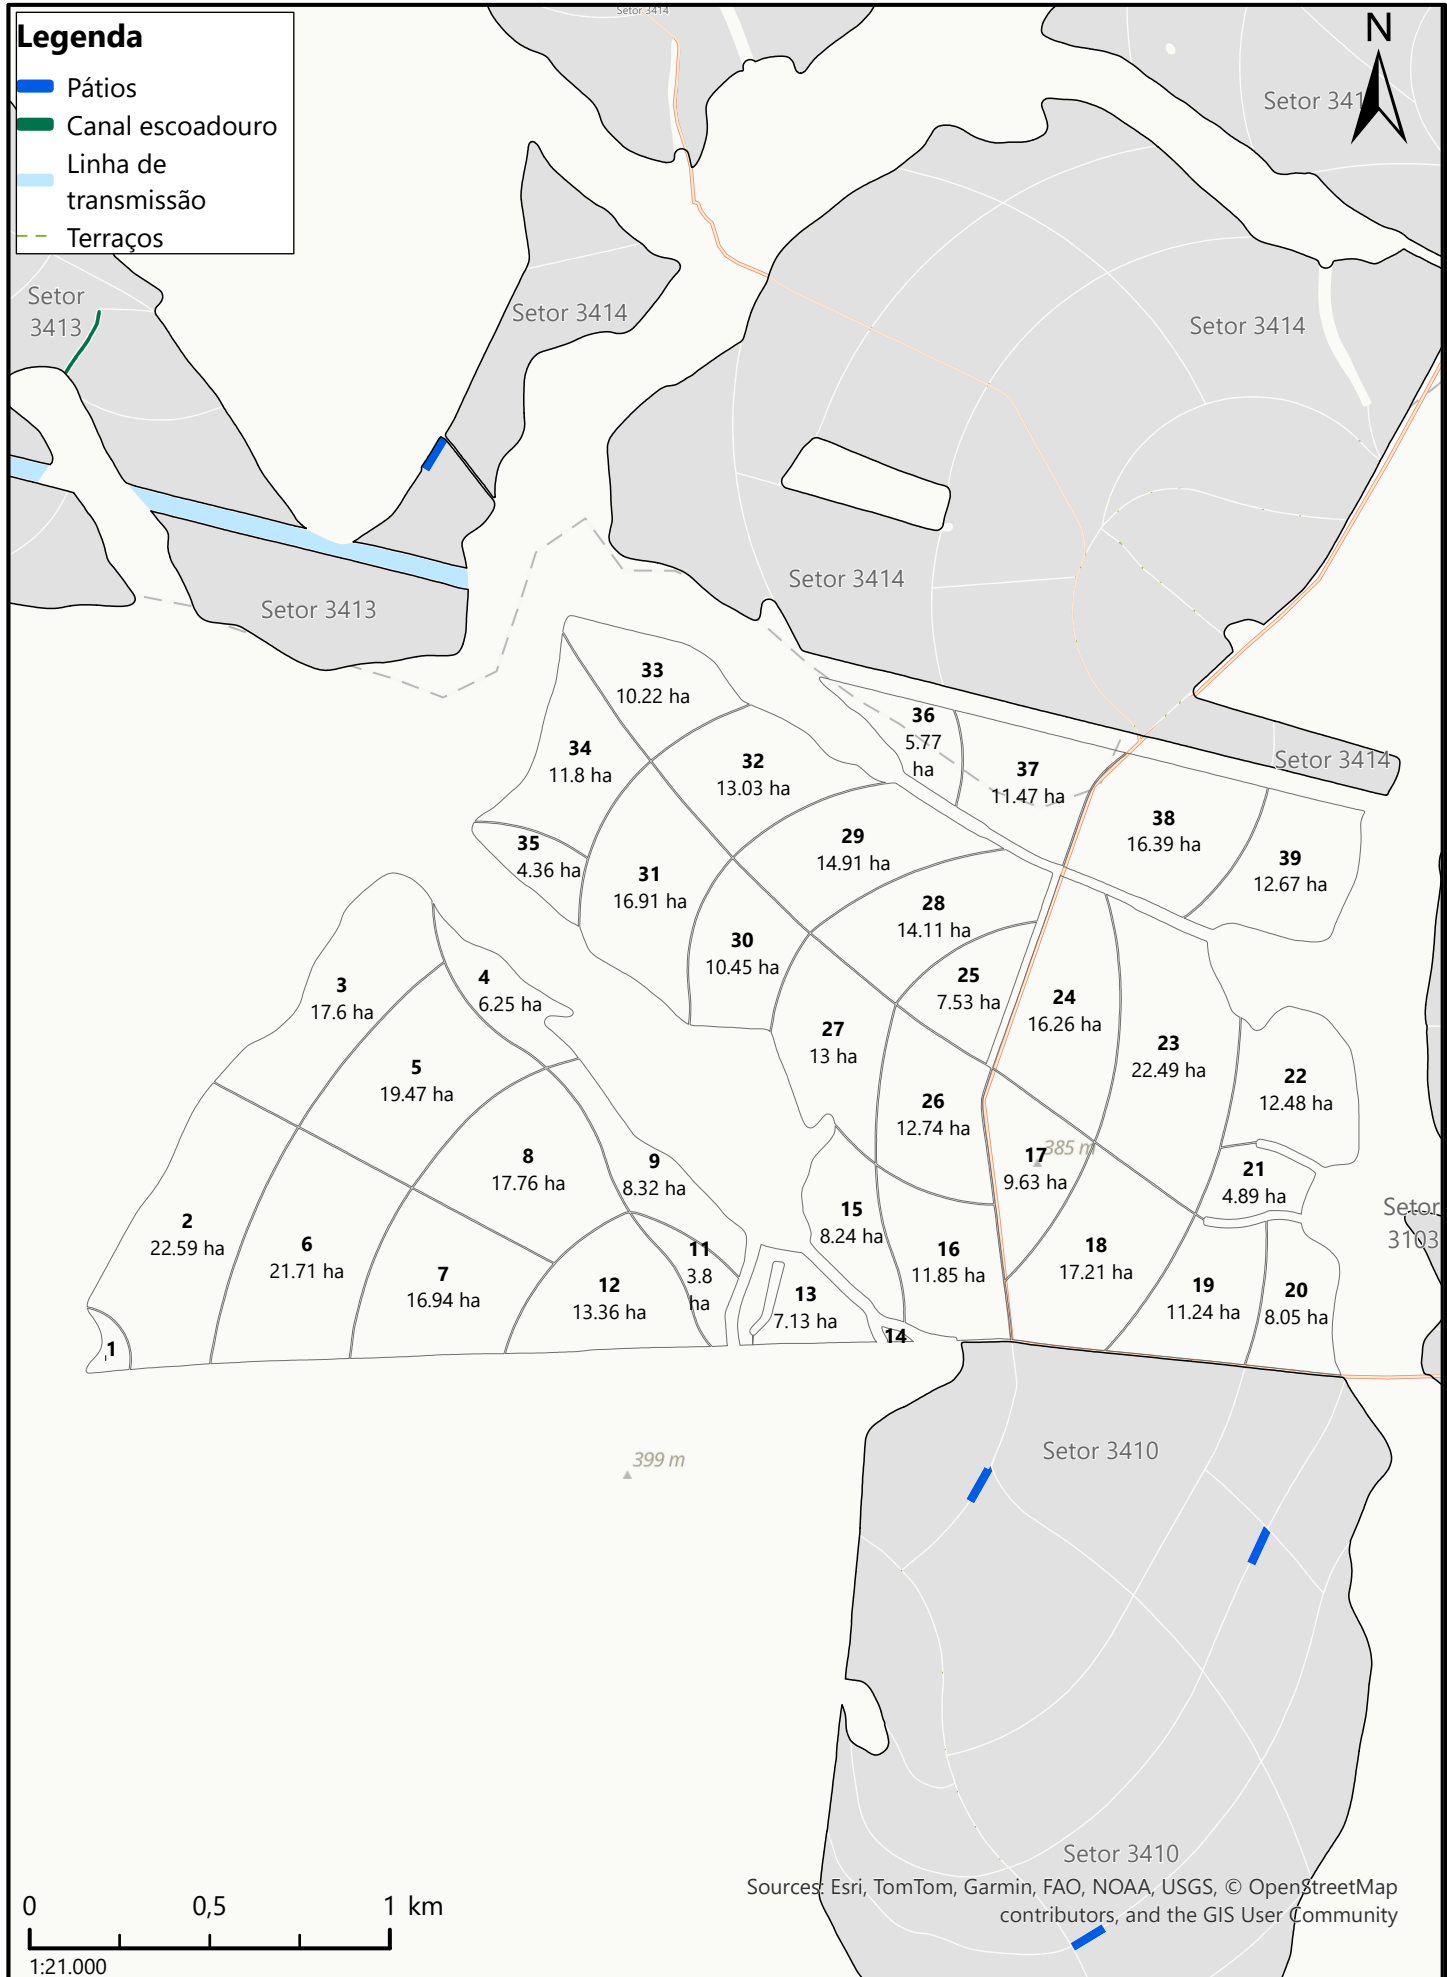 Setor 3414
Legenda
N
Pátios
Canal escoadouro
Linha de
transmissão
Terraços
Setor 341
Setor
3413
Setor 3414
Setor 3414
Setor 3414
Setor 3413
33
10.22 ha
34
11.8 ha
32
13.03 ha
36
5.77
ha
37
11.47 ha
Setor 3414
38
16.39 ha
39
12.67 ha
35
4.36 ha
31
16.91 ha
29
14.91 ha
28
14.11 ha
30
10.45 ha
25
7.53 ha
24
16.26 ha
3
17.6 ha
4
6.25 ha
27
13 ha
23
22.49 ha
5
19.47 ha
22
12.48 ha
26
12.74 ha
385 m
17
9.63 ha
8
17.76 ha
9
8.32 ha
21
4.89 ha
Setor
3103
2
22.59 ha
6
21.71 ha
15
8.24 ha
16
11.85 ha
18
17.21 ha
11
3.8
ha
7
16.94 ha
12
13.36 ha
13
7.13 ha
19
11.24 ha
20
8.05 ha
14
1
399 m
Setor 3410
Setor 3410
Sources: Esri, TomTom, Garmin, FAO, NOAA, USGS, © OpenStreetMap
contributors, and the GIS User Community
0 0,5 1 km
1:21.000